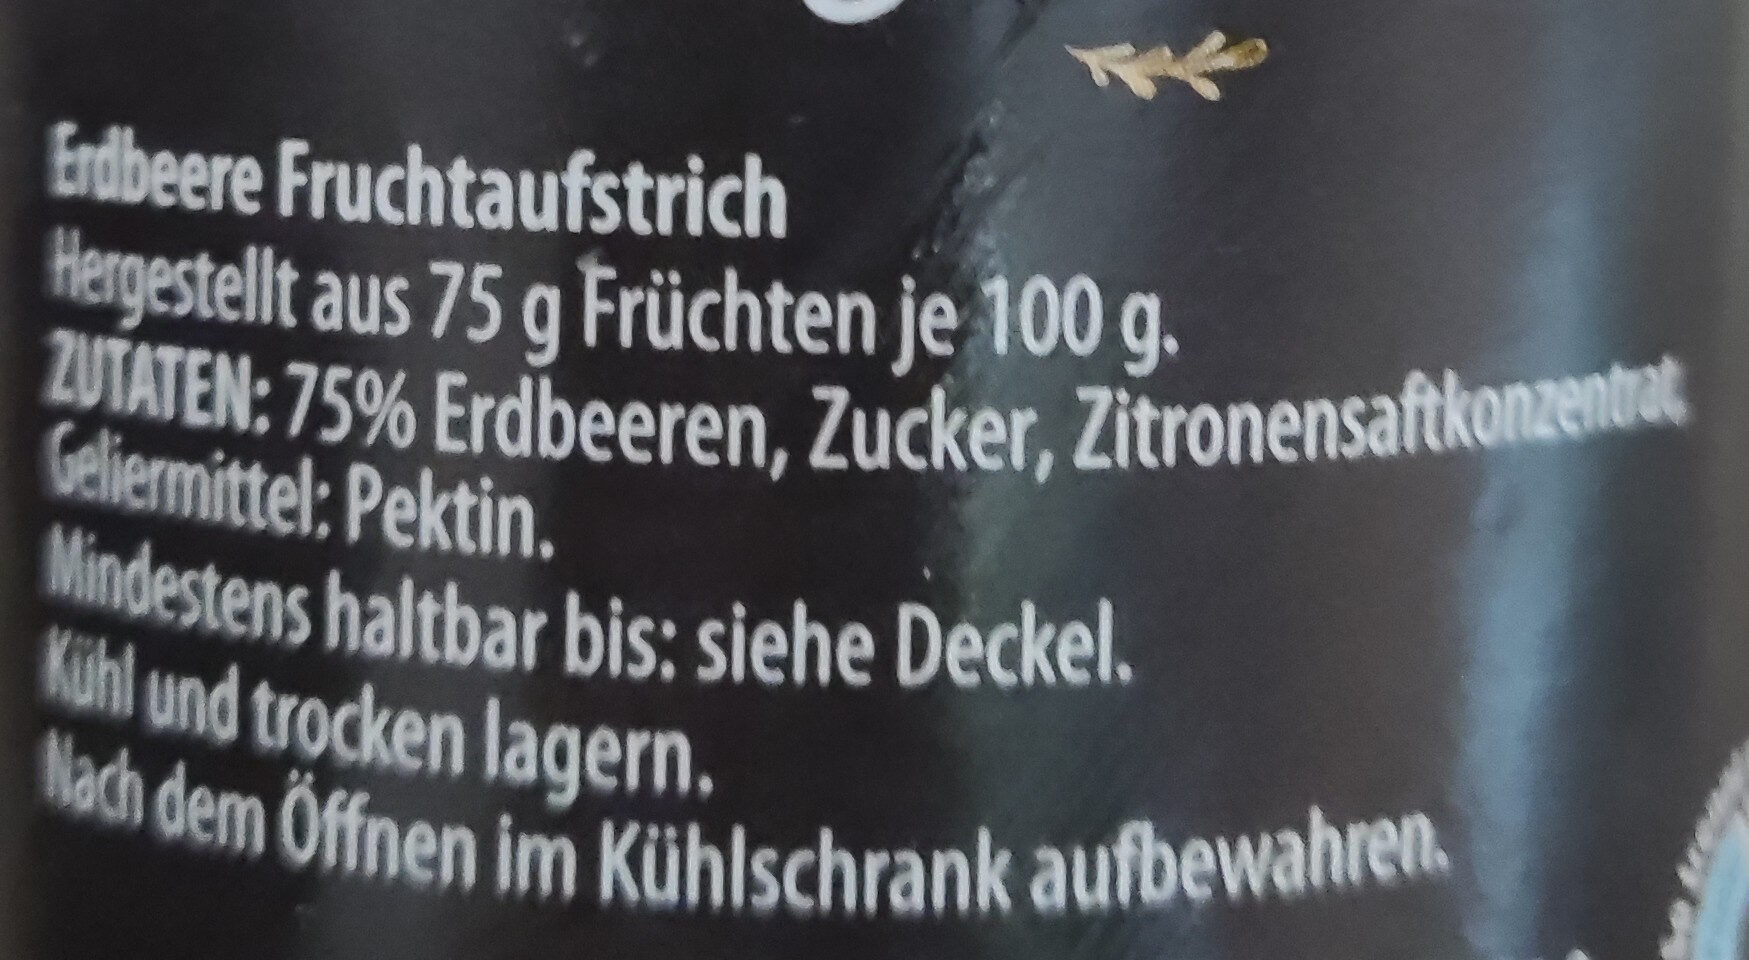 Erdbeere Fruchtaufstrich
Hergestellt aus 75 g Früchten je 100 g.
ZUTATEN: 75% Erdbeeren, Zucker, Zitronensaftkonzentrat,
Geliermittel: Pektin.
Mindestens haltbar bis: siehe Deckel.
Kühl und trocken lagern.
Nach dem Öffnen im Kühlschrank aufbewahren.